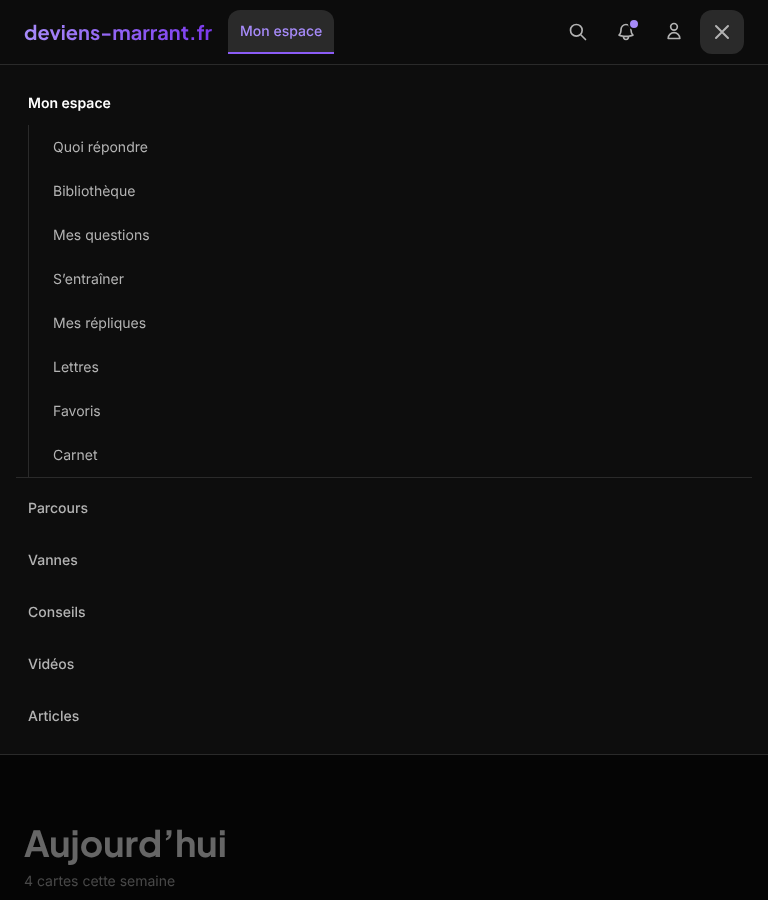 deviens-marrant.fr
Mon espace
Mon espace
Quoi répondre
Bibliothèque
Mes questions
S’entraîner
Mes répliques
Lettres
Favoris
Carnet
Parcours
Vannes
Conseils
Vidéos
Articles
Aujourd’hui
4 cartes cette semaine